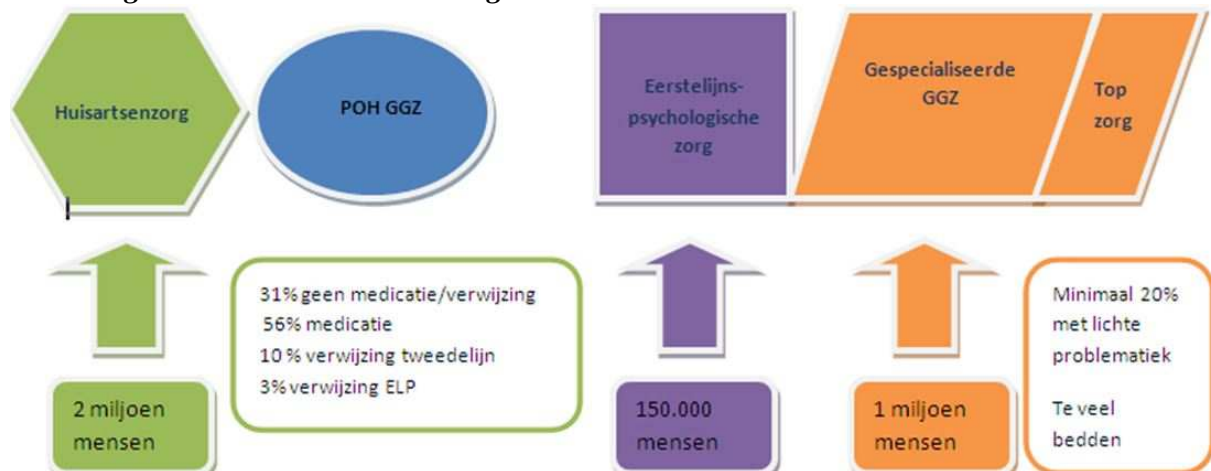 Huisartsenzorg
POH GGZ
Eerstelijns-
psychologische
zorg
Gespecialiseerde
GGZ
Top
zorg
31% geen medicatie/verwijzing
56% medicatie
10 % verwijzing tweedelijn
3% verwijzing ELP
Minimaal 20%
met lichte
problematiek
Te veel
bedden
2 miljoen
mensen
150.000
mensen
1 miljoen
mensen